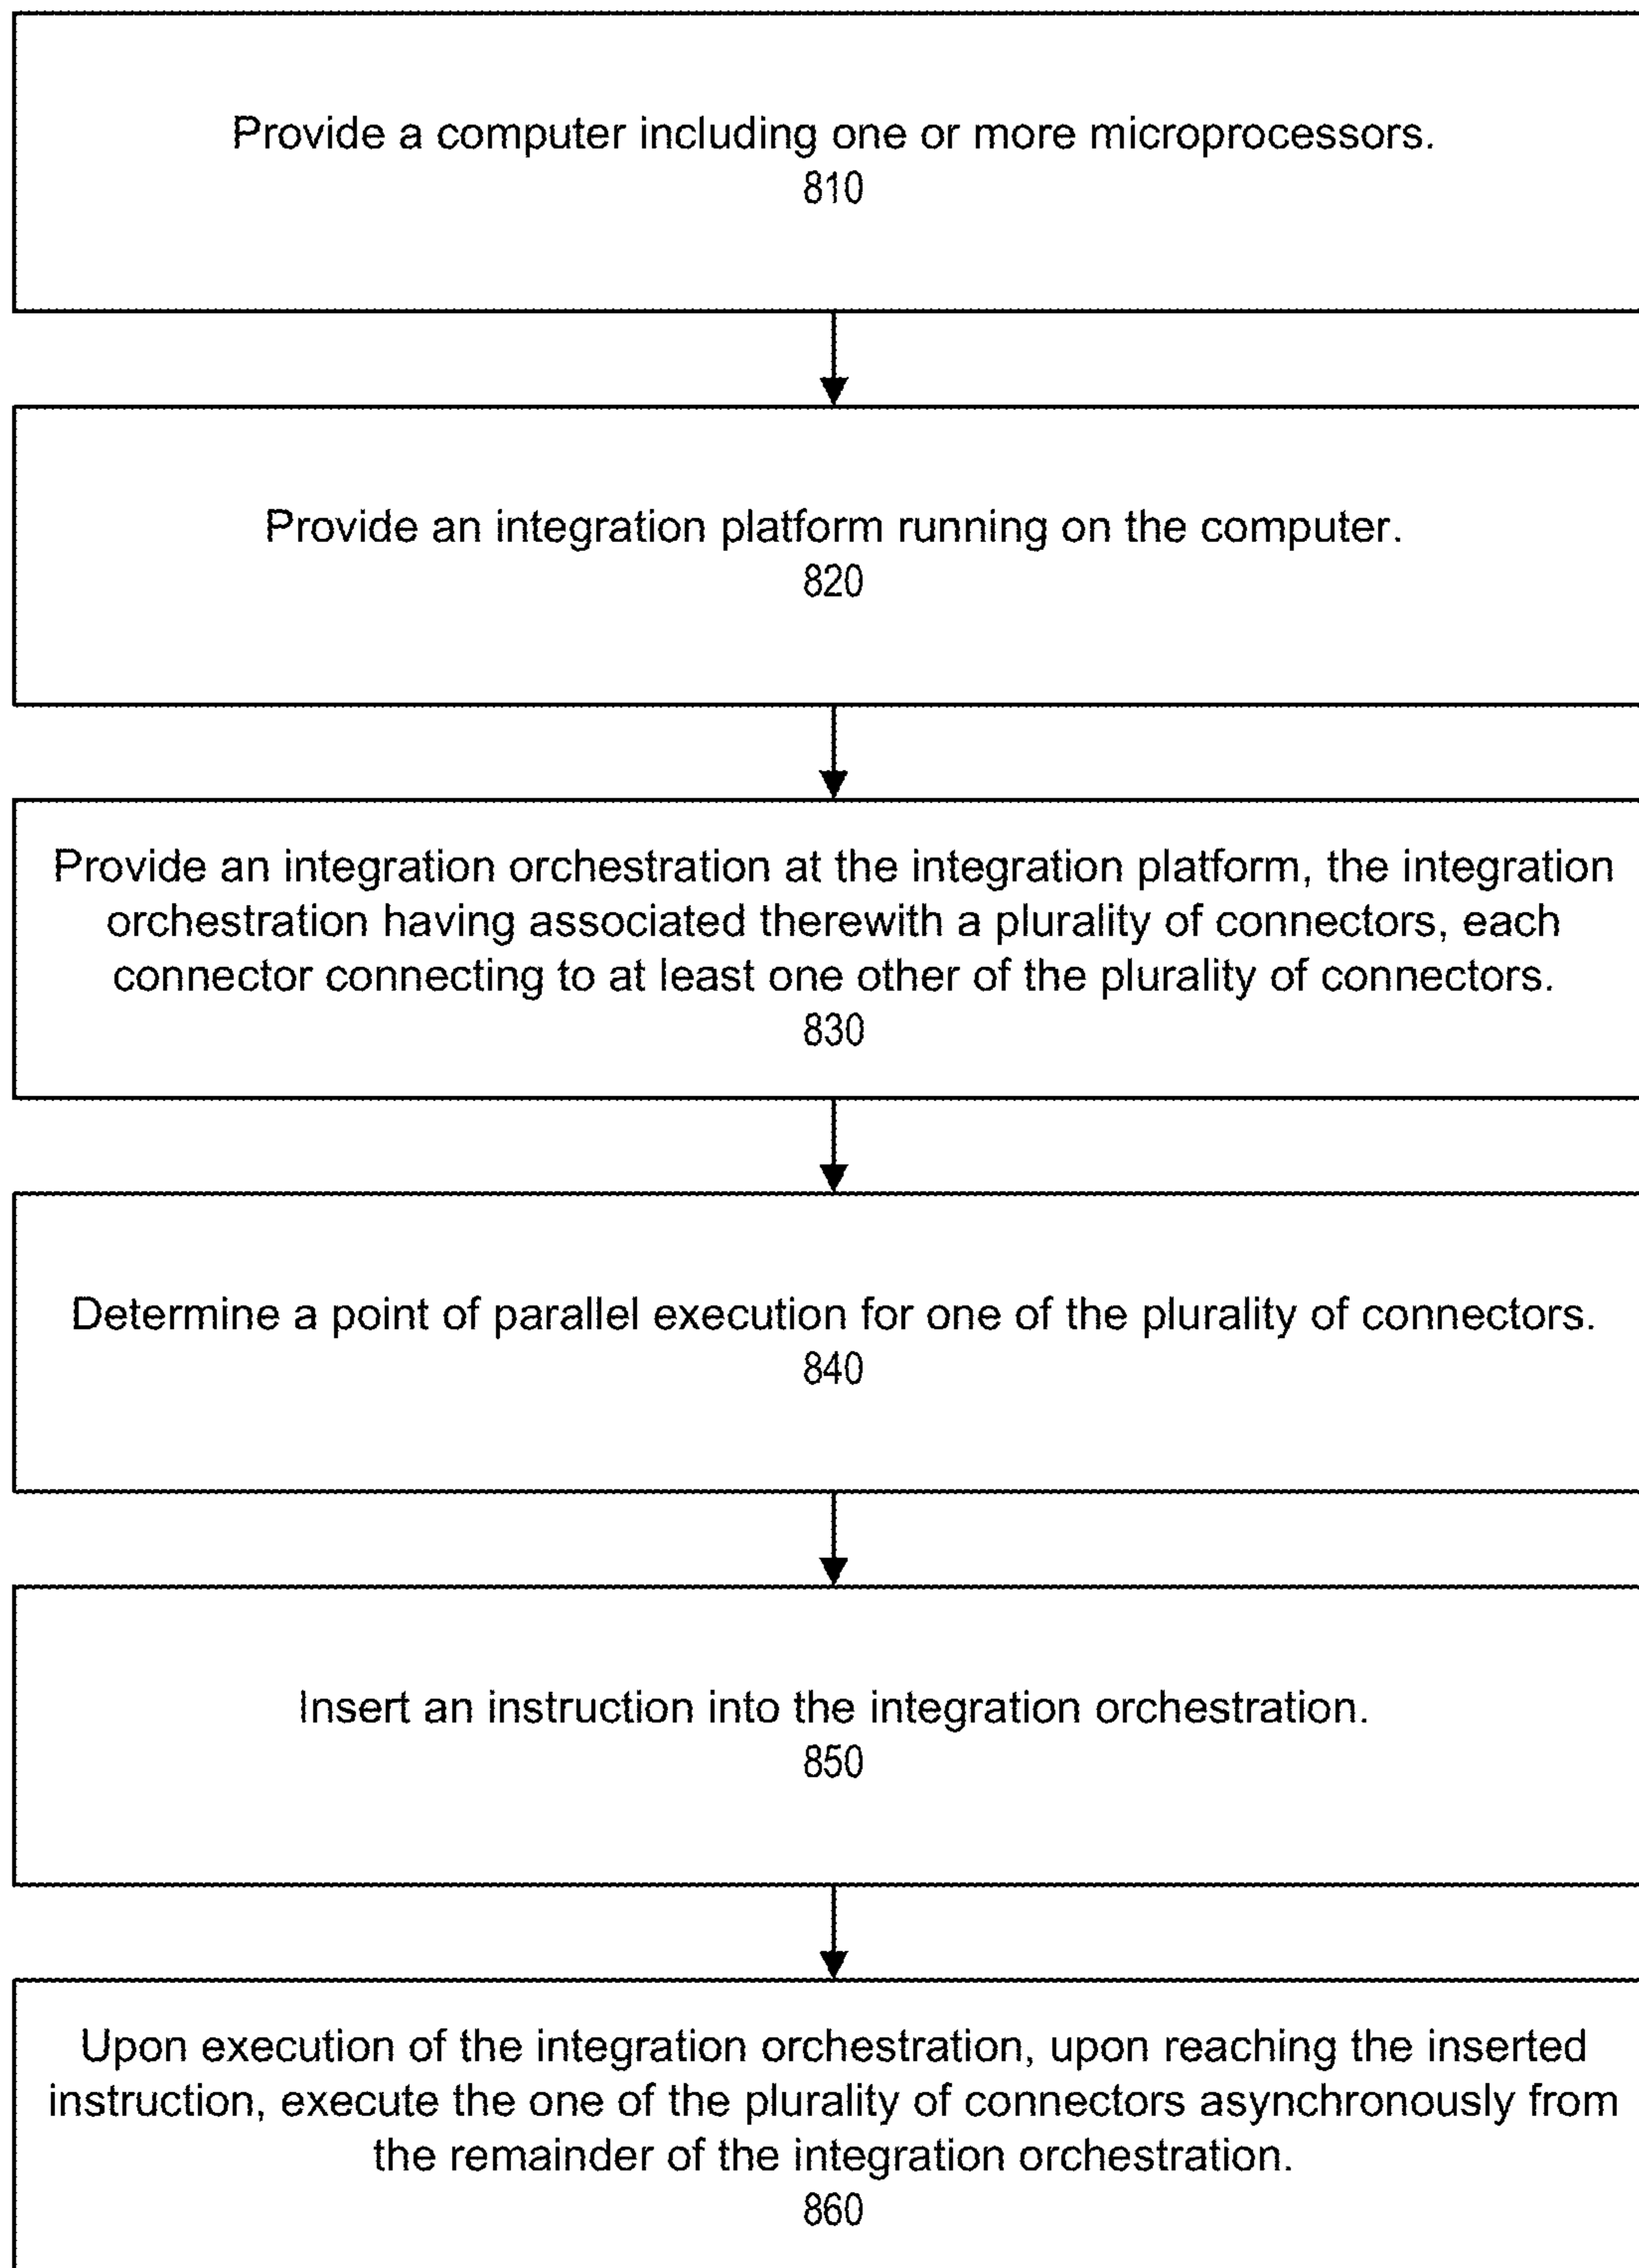 Provide a computer including one or more microprocessors.
810
Provide an integration platform running on the computer.
820
Provide an integration orchestration at the integration platform, the integration
orchestration having associated therewith a plurality of connectors, each
connector connecting to at least one other of the plurality of connectors.
830
Determine a point of parallel execution for one of the plurality of connectors.
840
Insert an instruction into the integration orchestration.
850
Upon execution of the integration orchestration, upon reaching the inserted
instruction, execute the one of the plurality of connectors asynchronously from
the remainder of the integration orchestration.
860